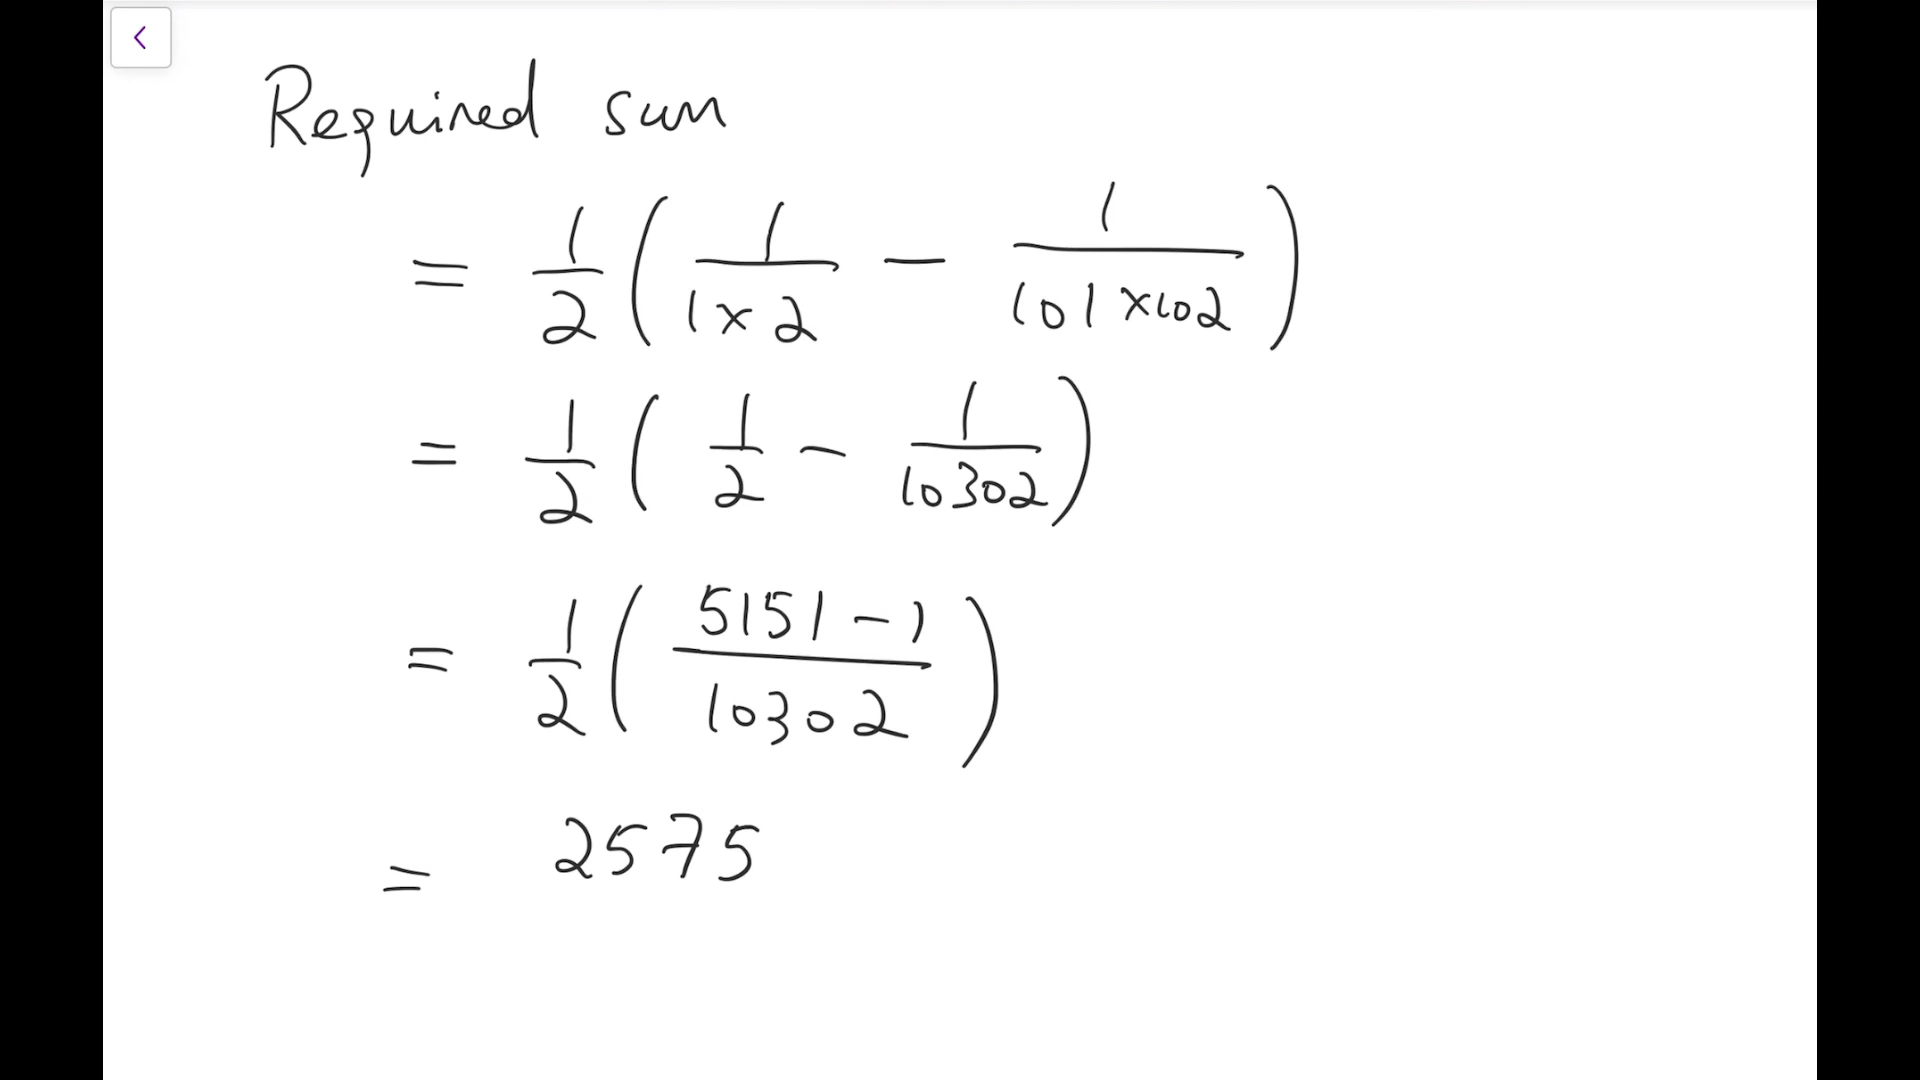 Required sum
= 1/2 ( 1/(1×2) − 1/(101×102) )
= 1/2 ( 1/2 − 1/10302 )
= 1/2 ( (5151−1)/10302 )
= 2575